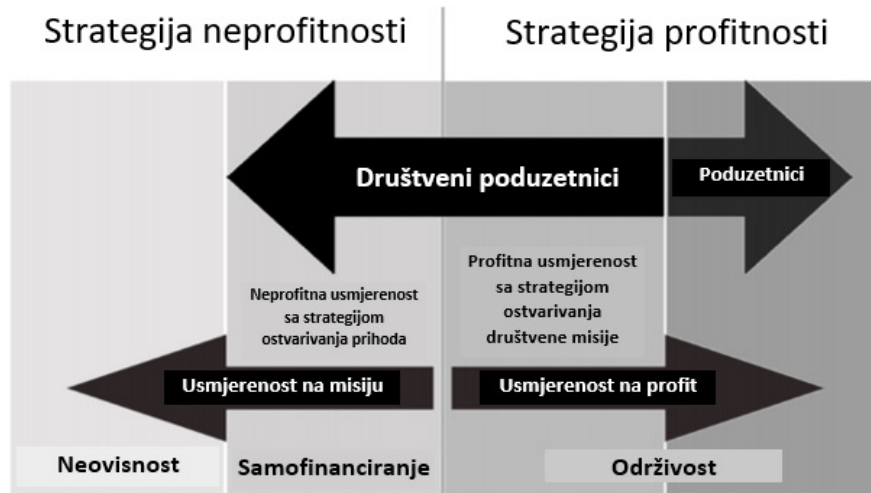 Strategija neprofitnosti
Strategija profitnosti
Društveni poduzetnici
Poduzetnici
Neprofitna usmjerenost
sa strategijom
ostvarivanja prihoda
Profitna usmjerenost
sa strategijom
ostvarivanja
društvene misije
Usmjerenost na misiju
Usmjerenost na profit
Neovisnost
Samofinanciranje
Održivost